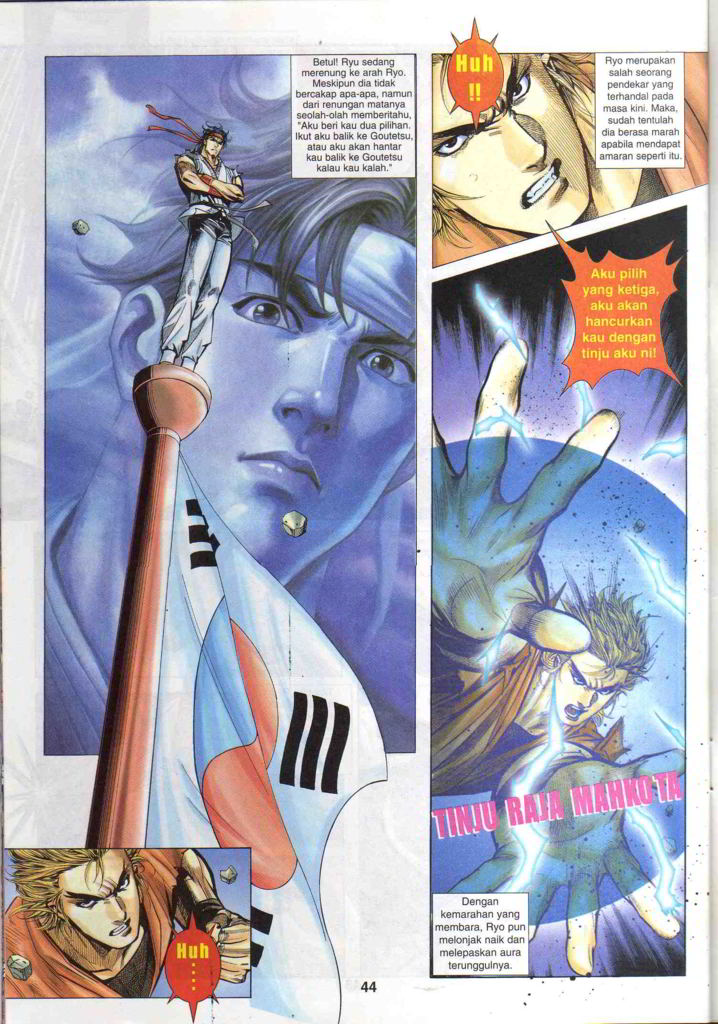 Betul! Ryu sedang
merenung ke arah Ryo.
Meskipun dia tidak
bercakap apa-apa, namun
dari renungan matanya
seolah-olah memberitahu,
"Aku beri kau dua pilihan.
Ikut aku balik ke Goutetsu,
atau aku akan hantar
kau balik ke Goutetsu
kalau kau kalah."
Huh
....
Huh
!!
Ryo merupakan
salah seorang
pendekar yang
terhandal pada
masa kini. Maka,
sudah tentulah
dia berasa marah
apabila mendapat
amaran seperti itu.
Aku pilih
yang ketiga,
aku akan
hancurkan
kau dengan
tinju aku ni!
TINJU RAJA MAHKOTA
Dengan
kemarahan yang
membara, Ryo pun
melonjak naik dan
melepaskan aura
terunggulnya.
44